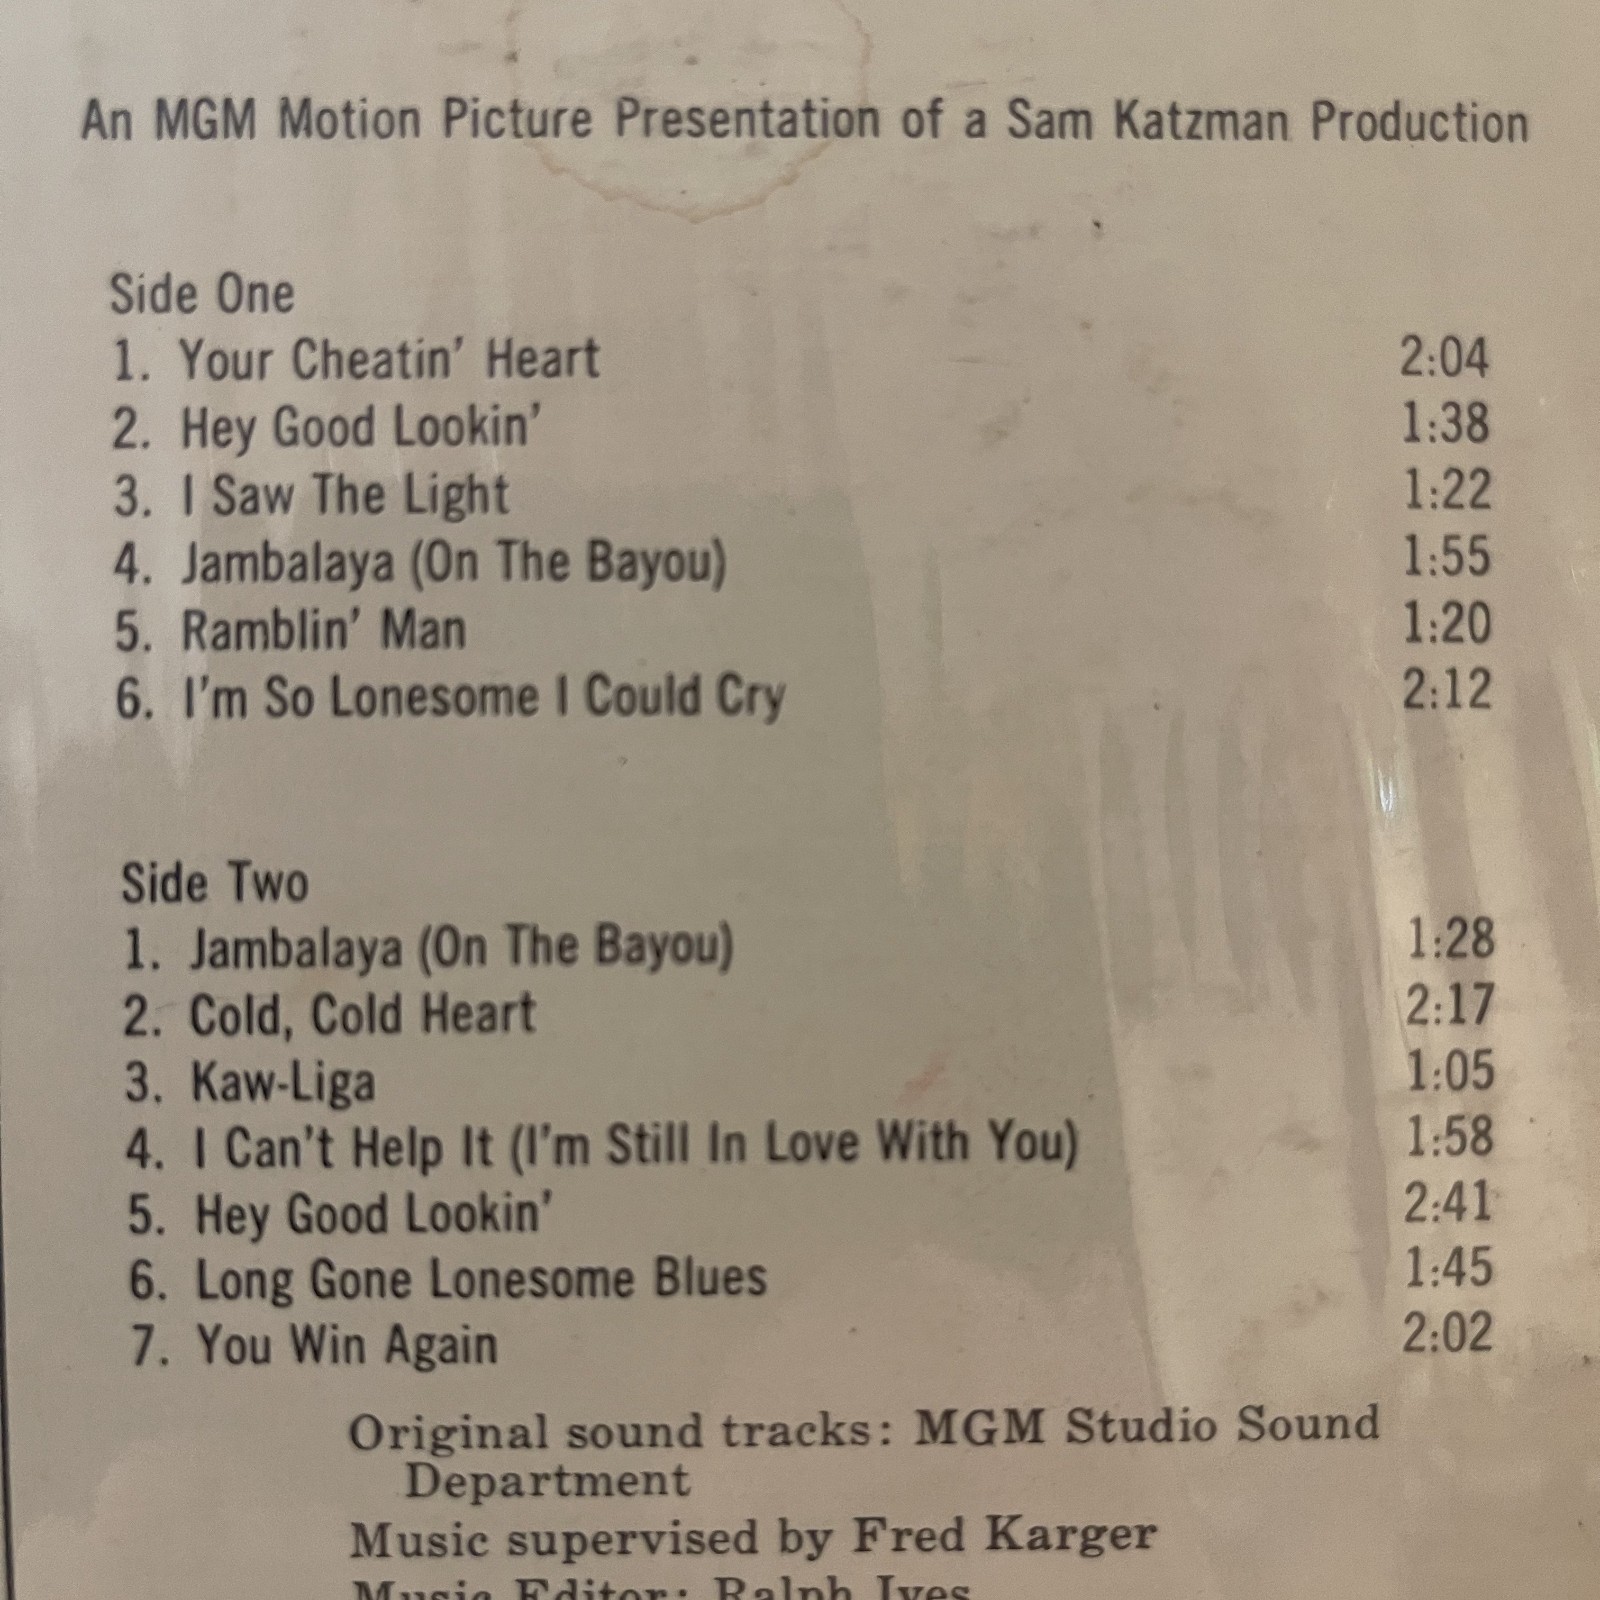 An MGM Motion Picture Presentation of a Sam Katzman Production
Side One
1. Your Cheatin' Heart 2:04
2. Hey Good Lookin' 1:38
3. I Saw The Light 1:22
4. Jambalaya (On The Bayou) 1:55
5. Ramblin' Man 1:20
6. I'm So Lonesome I Could Cry 2:12
Side Two
1. Jambalaya (On The Bayou) 1:28
2. Cold, Cold Heart 2:17
3. Kaw-Liga 1:05
4. I Can't Help It (I'm Still In Love With You) 1:58
5. Hey Good Lookin' 2:41
6. Long Gone Lonesome Blues 1:45
7. You Win Again 2:02
Original sound tracks: MGM Studio Sound
Department
Music supervised by Fred Karger
Music Editor: Ralph Ives